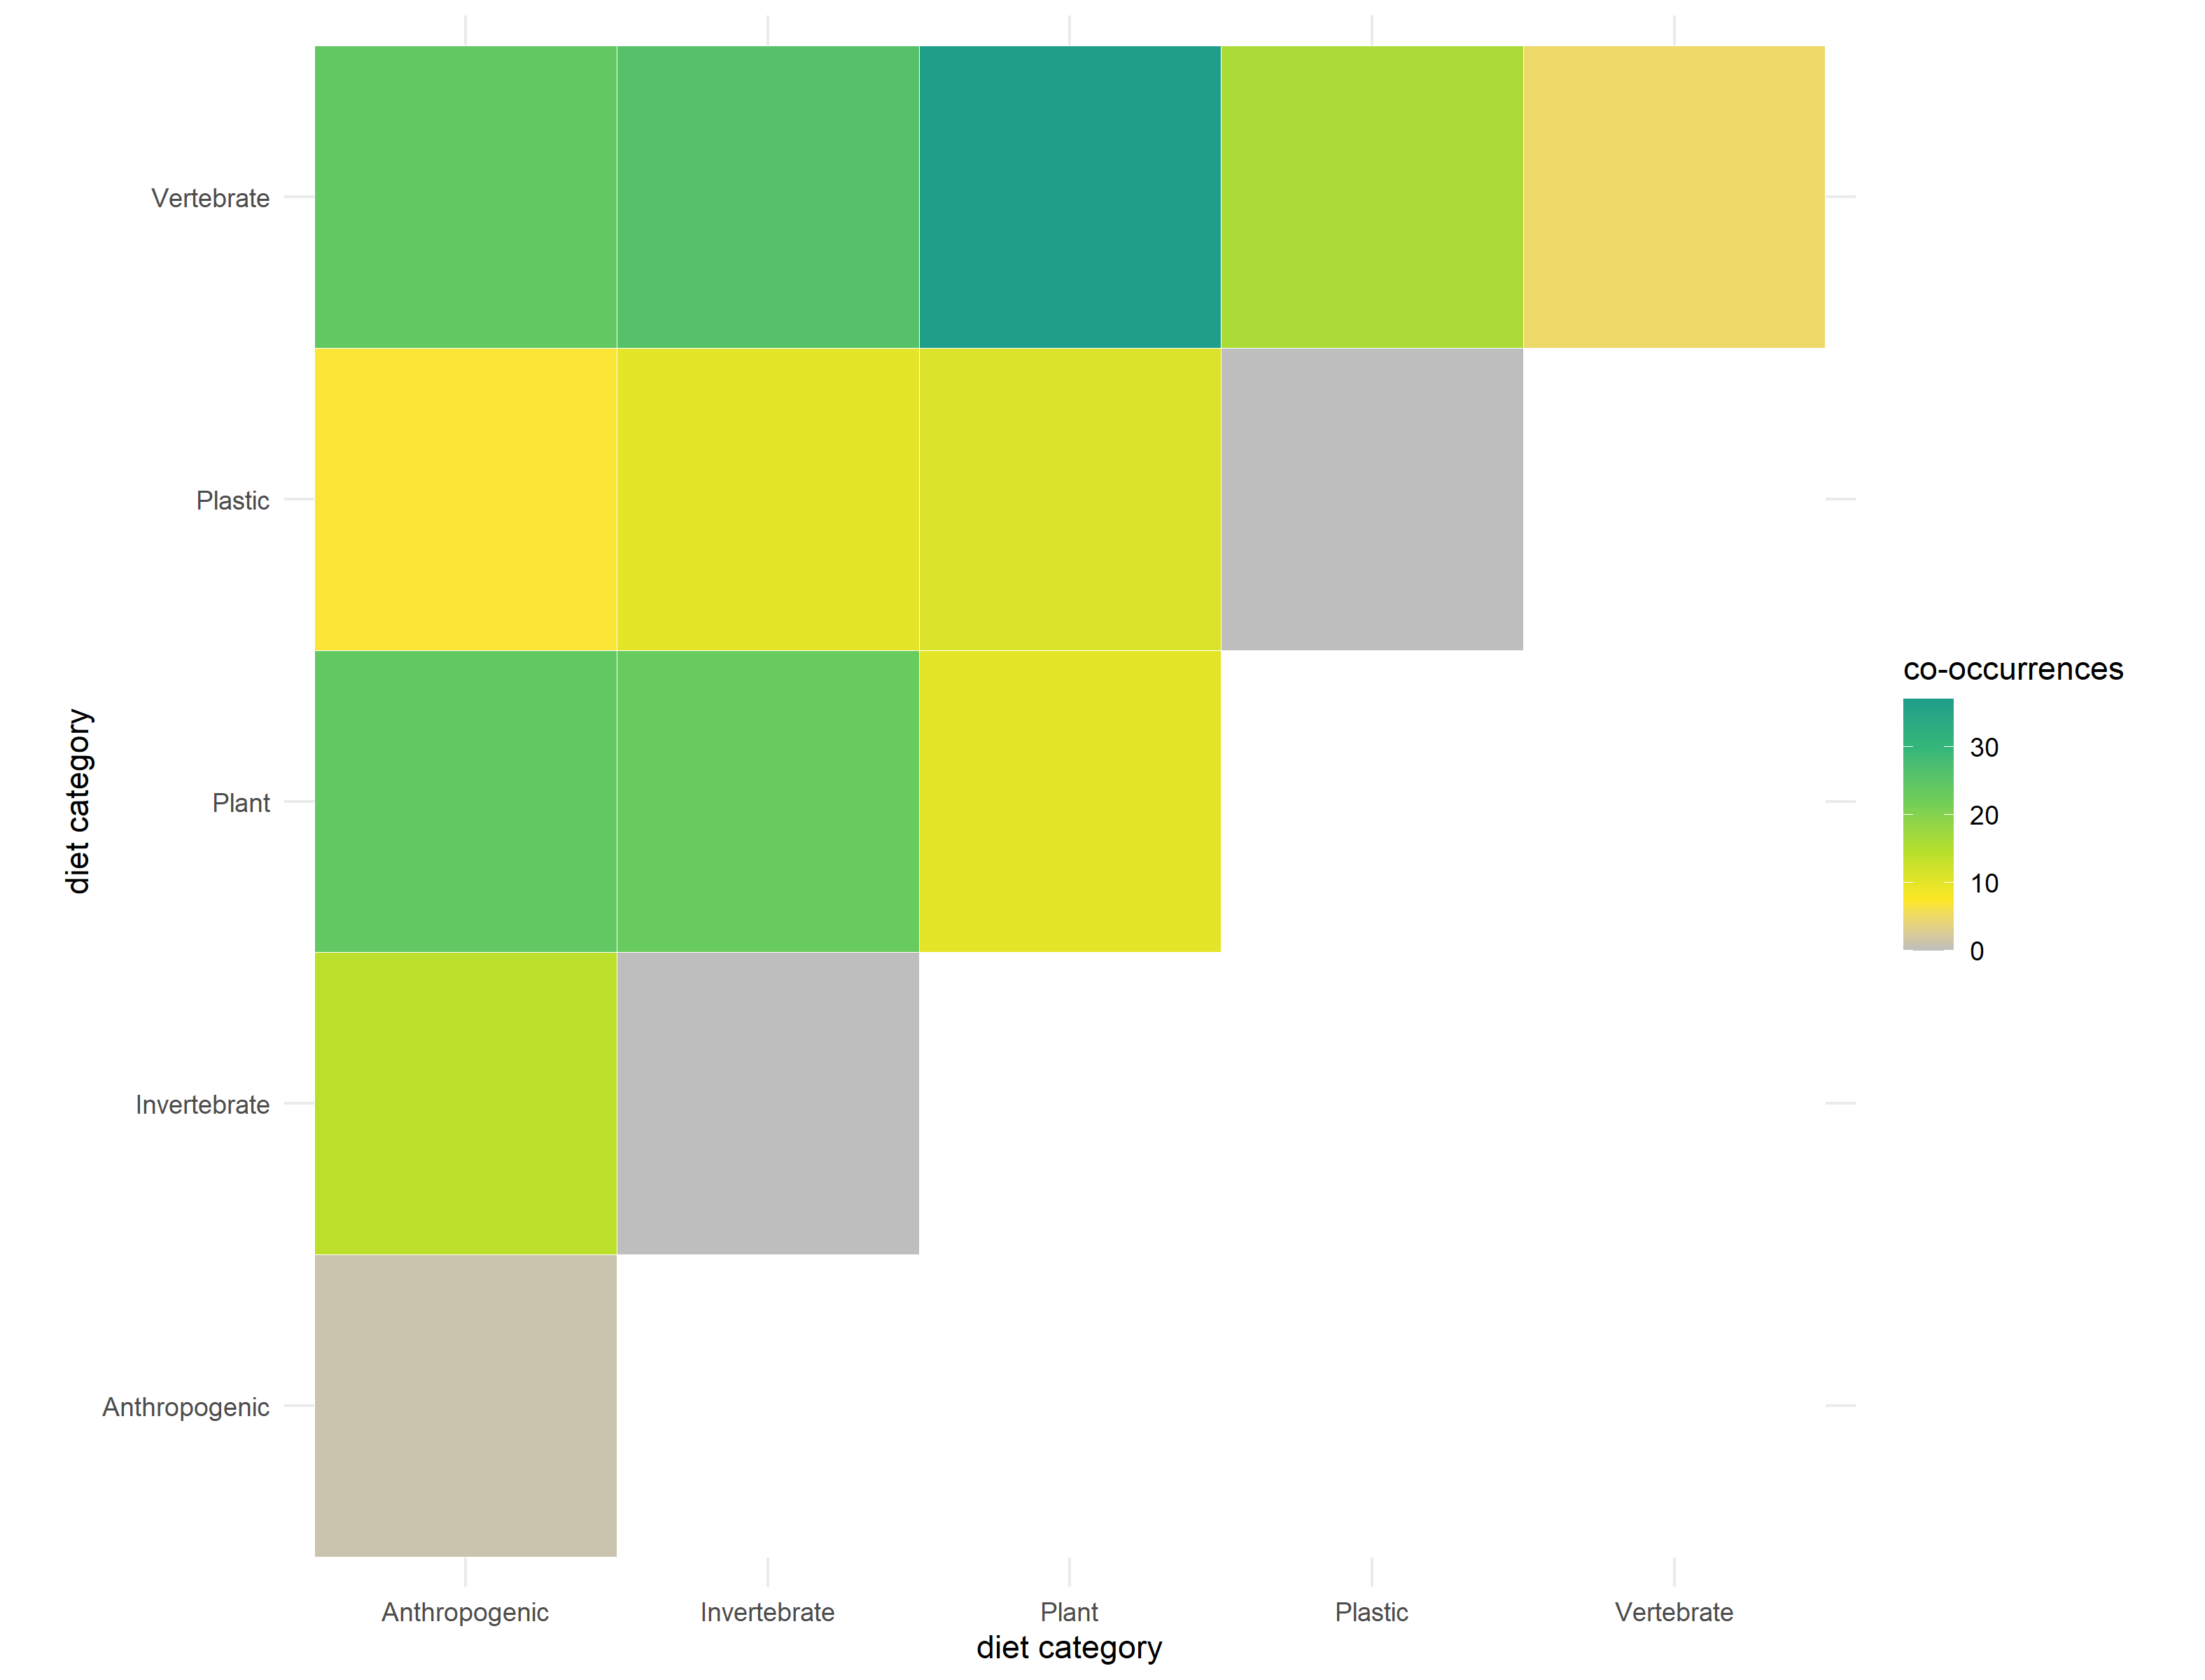 Vertebrate
Plastic
Plant
Invertebrate
Anthropogenic
diet category
Anthropogenic
Invertebrate
Plant
Plastic
Vertebrate
diet category
co-occurrences
30
20
10
0